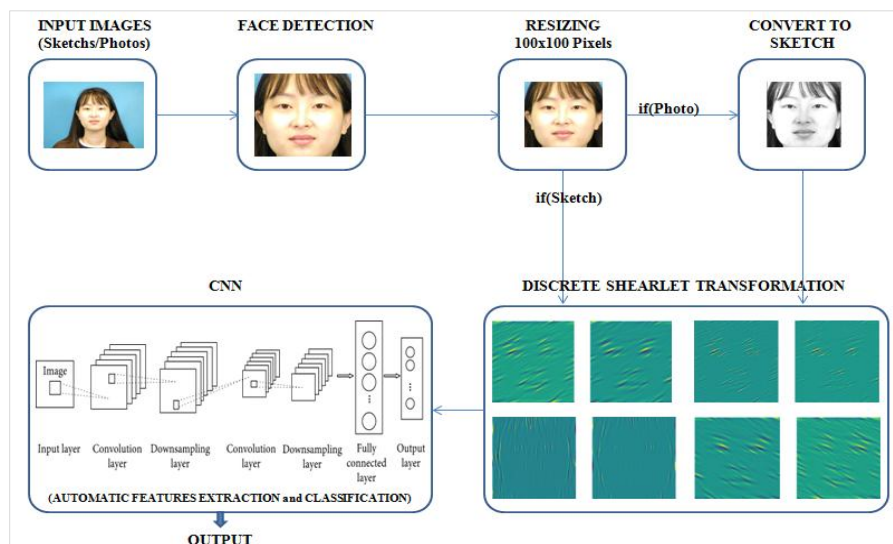 INPUT IMAGES
(Sketchs/Photos)
FACE DETECTION
RESIZING
100x100 Pixels
CONVERT TO
SKETCH
if(Photo)
if(Sketch)
CNN
DISCRETE SHEARLET TRANSFORMATION
Image
Input layer
Convolution
layer
Downsampling
layer
Convolution
layer
Downsampling
layer
Fully
connected
layer
Output
layer
(AUTOMATIC FEATURES EXTRACTION and CLASSIFICATION)
OUTPUT